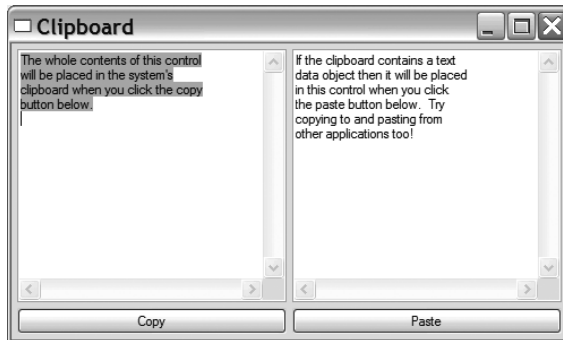 Clipboard
The whole contents of this control
will be placed in the system's
clipboard when you click the copy
button below.
If the clipboard contains a text
data object then it will be placed
in this control when you click
the paste button below.  Try
copying to and pasting from
other applications too!
Copy
Paste